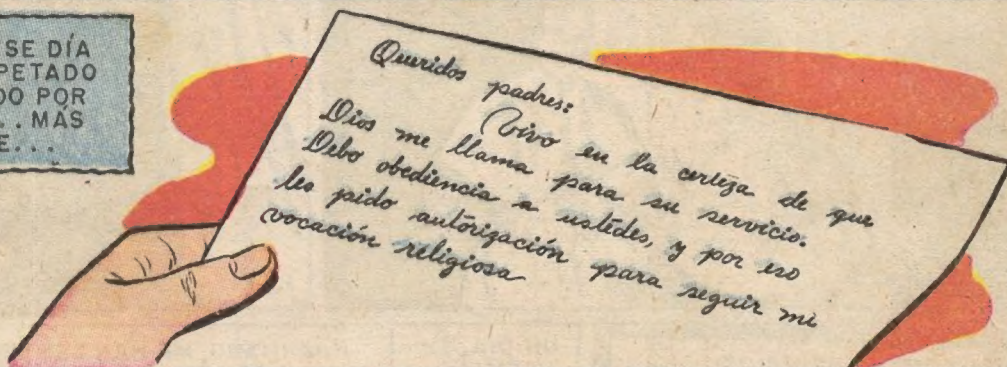 SE DÍA
PETADO
DO POR
.. MÁS
E...
Queridos padres:
Vivo en la certeza de que
Dios me llama para su servicio.
Debo obediencia a ustedes, y por eso
les pido autorización para seguir mi
vocación religiosa